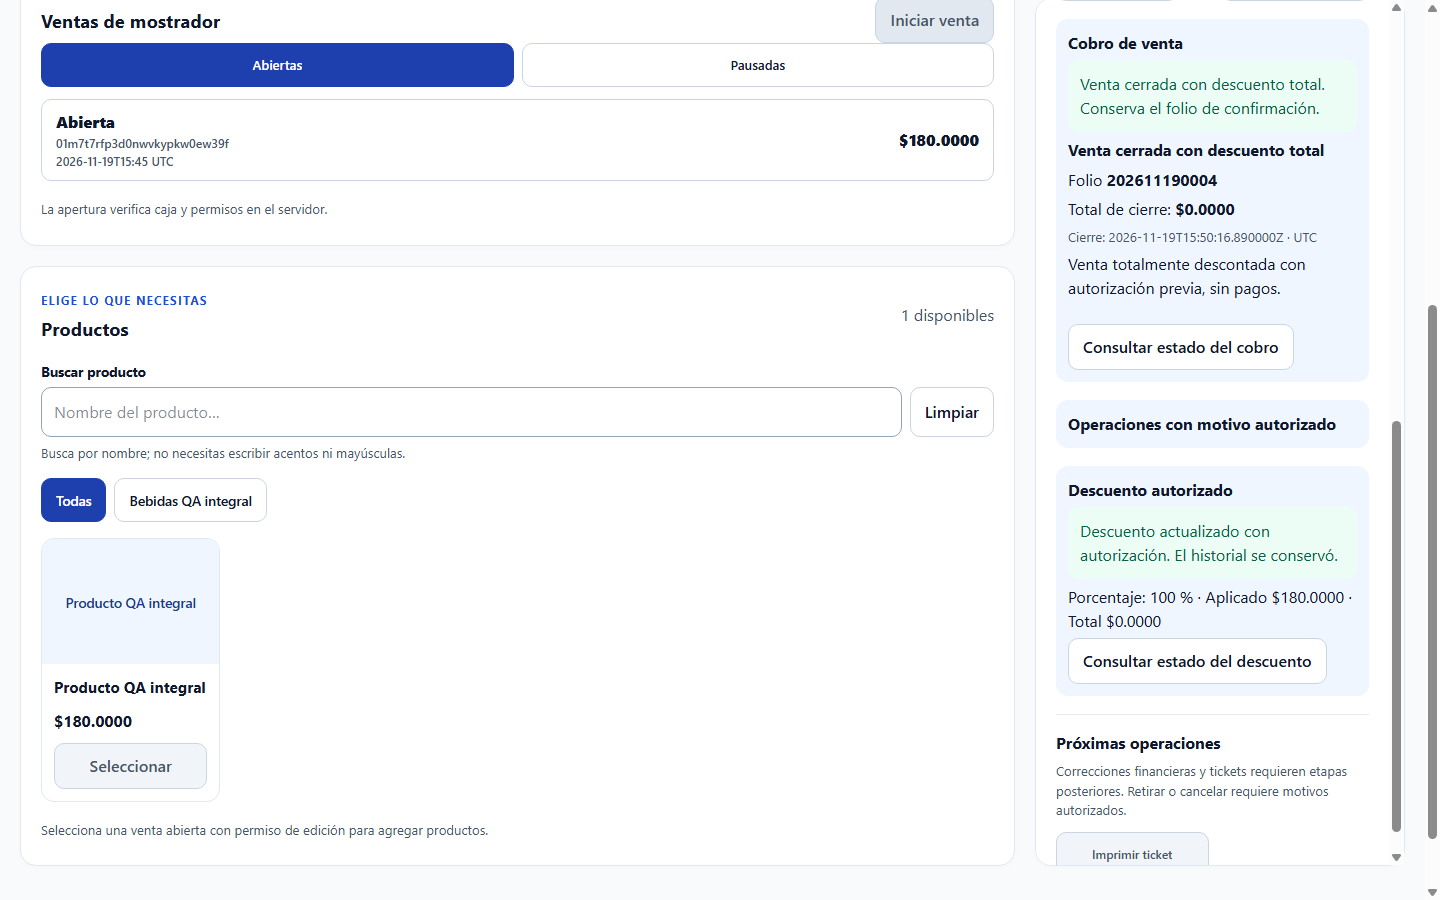 Ventas de mostrador
Iniciar venta
Abiertas
Pausadas
Abierta
01m7t7rfp3d0nwvkypkw0ew39f
2026-11-19T15:45 UTC
$180.0000
La apertura verifica caja y permisos en el servidor.
ELIGE LO QUE NECESITAS
Productos
1 disponibles
Buscar producto
Nombre del producto...
Limpiar
Busca por nombre; no necesitas escribir acentos ni mayúsculas.
Todas
Bebidas QA integral
Producto QA integral
Producto QA integral
$180.0000
Seleccionar
Selecciona una venta abierta con permiso de edición para agregar productos.
Cobro de venta
Venta cerrada con descuento total.
Conserva el folio de confirmación.
Venta cerrada con descuento total
Folio 202611190004
Total de cierre: $0.0000
Cierre: 2026-11-19T15:50:16.890000Z · UTC
Venta totalmente descontada con
autorización previa, sin pagos.
Consultar estado del cobro
Operaciones con motivo autorizado
Descuento autorizado
Descuento actualizado con
autorización. El historial se conservó.
Porcentaje: 100 % · Aplicado $180.0000 ·
Total $0.0000
Consultar estado del descuento
Próximas operaciones
Correcciones financieras y tickets requieren etapas
posteriores. Retirar o cancelar requiere motivos
autorizados.
Imprimir ticket